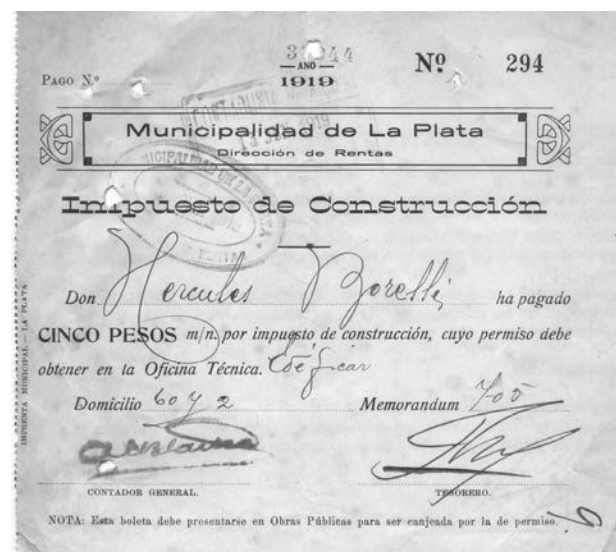 PAGO N.º
AÑO
1919
Nº 294
Municipalidad de La Plata
Dirección de Rentas
Impuesto de Construcción
Don Hercules Borelli ha pagado
CINCO PESOS m/n. por impuesto de construcción, cuyo permiso debe
obtener en la Oficina Técnica. Edificar
Domicilio 60 y 2 Memorandum 705
CONTADOR GENERAL. TESORERO.
NOTA: Esta boleta debe presentarse en Obras Públicas para ser canjeada por la de permiso.
IMPRENTA MUNICIPAL — LA PLATA